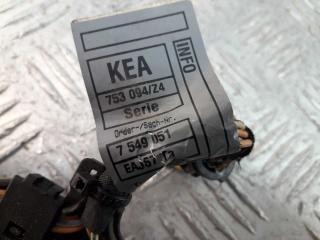 INFO
KEA
753 094/Z4
Serie
Order-/Sach-Nr.
7 549 051